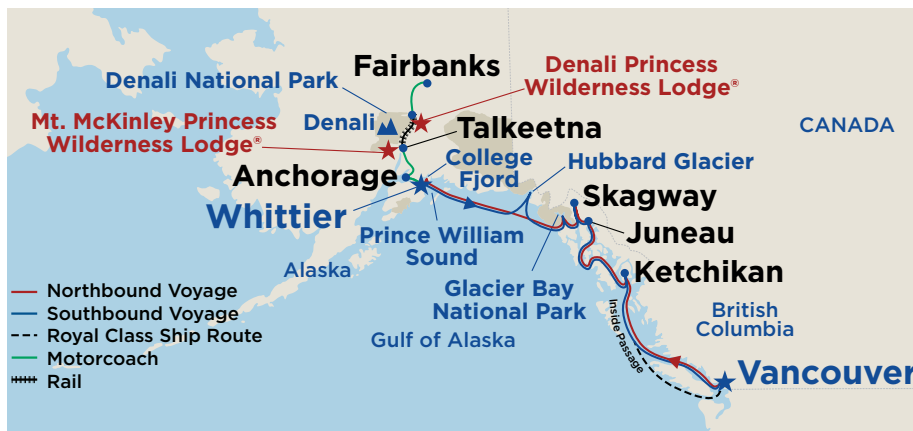 Fairbanks
Denali National Park
Denali Princess
Wilderness Lodge®
Denali
Mt. McKinley Princess
Wilderness Lodge®
Talkeetna
CANADA
College
Fjord
Hubbard Glacier
Anchorage
Whittier
Skagway
Prince William
Sound
Juneau
Alaska
Glacier Bay
National Park
Ketchikan
Northbound Voyage
Southbound Voyage
Royal Class Ship Route
Motorcoach
Rail
Gulf of Alaska
Inside Passage
British
Columbia
Vancouver